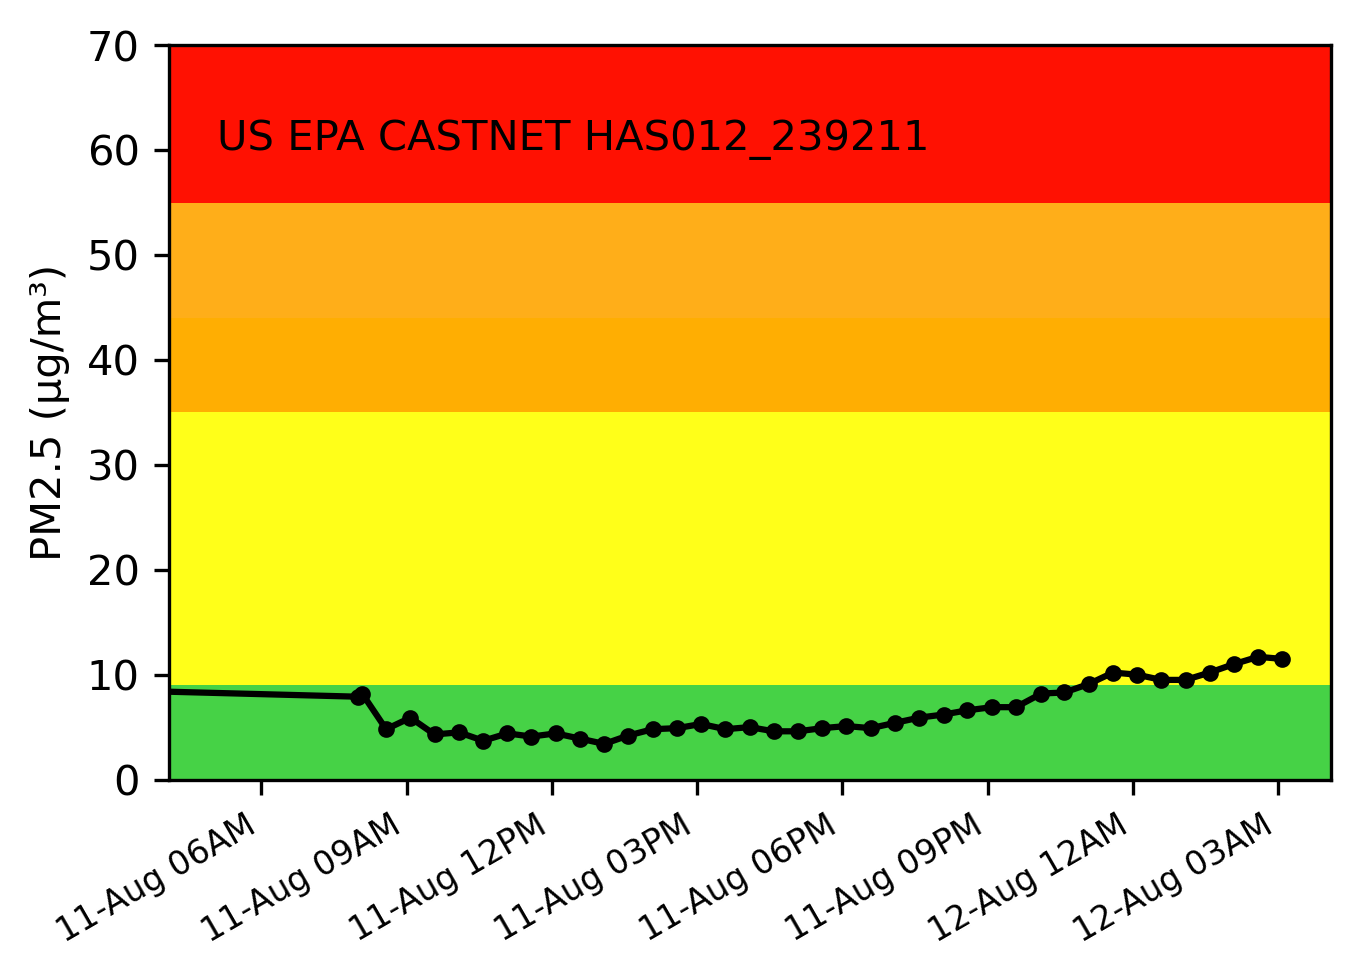 US EPA CASTNET HAS012_239211
PM2.5 (µg/m³)
70
60
50
40
30
20
10
0
11-Aug 06AM
11-Aug 09AM
11-Aug 12PM
11-Aug 03PM
11-Aug 06PM
11-Aug 09PM
12-Aug 12AM
12-Aug 03AM